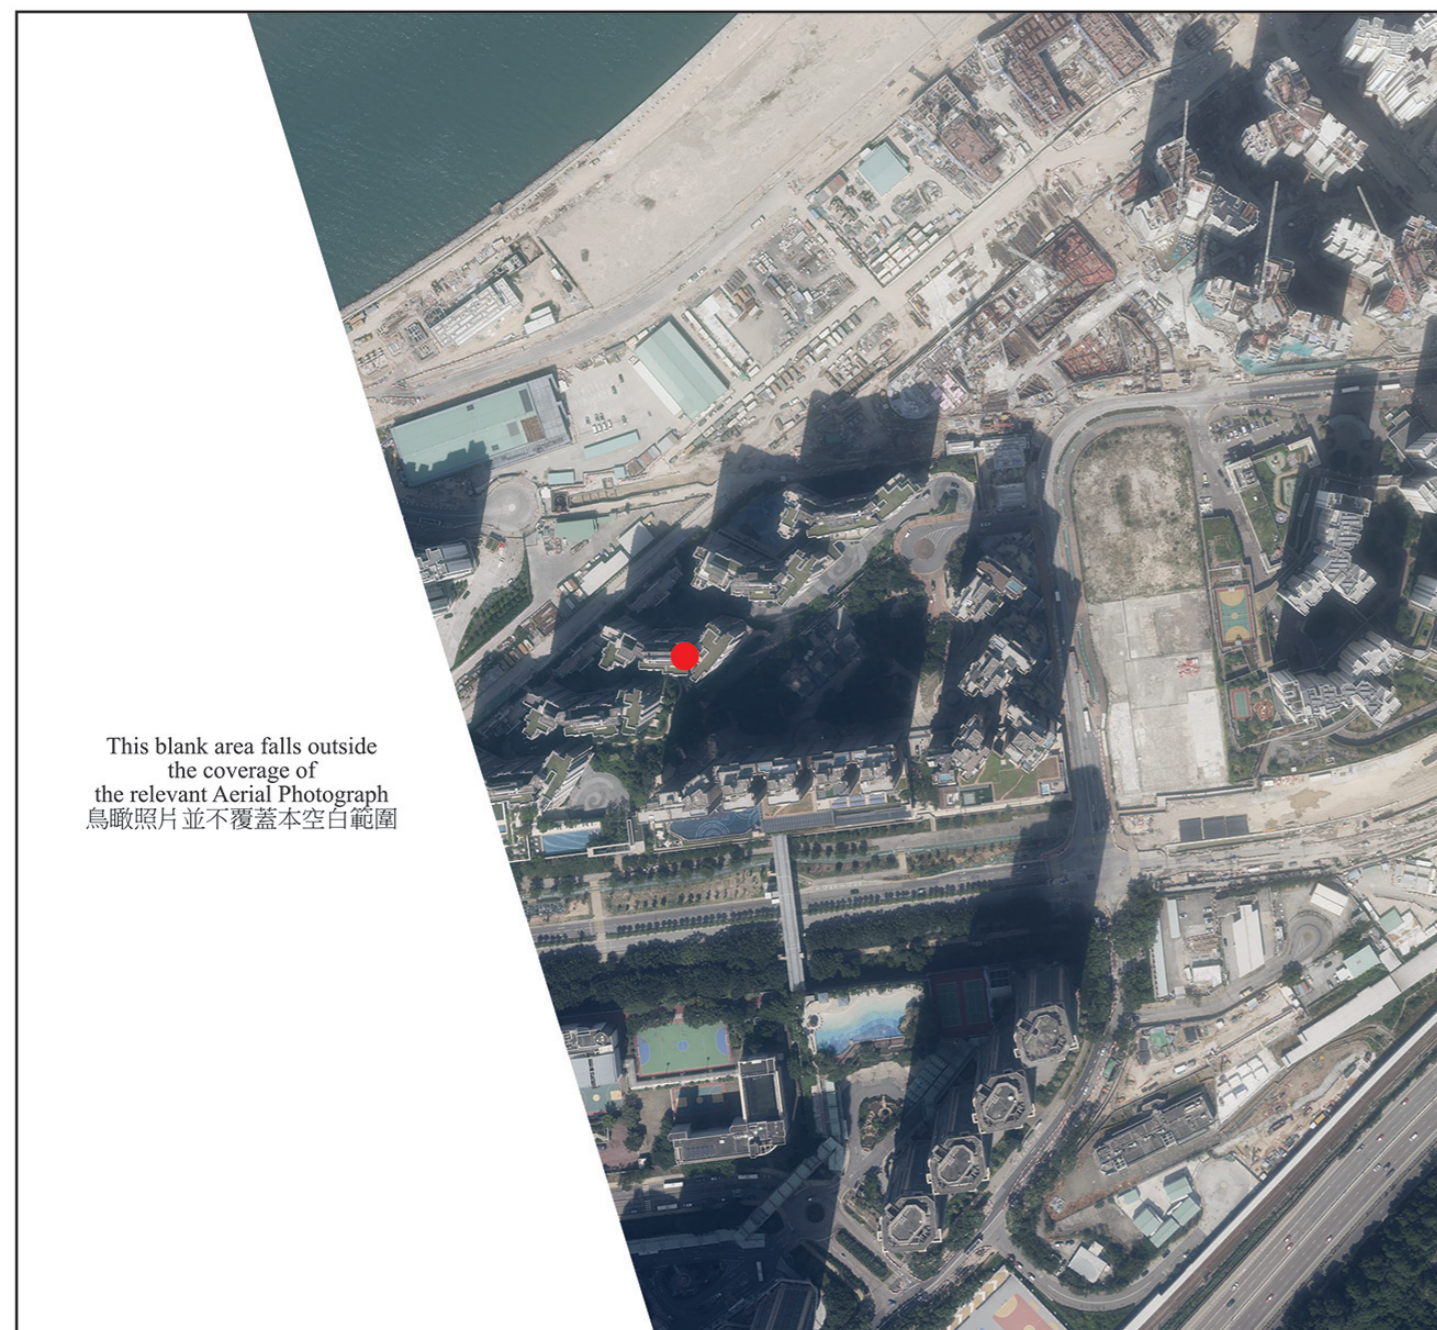 This blank area falls outside
the coverage of
the relevant Aerial Photograph
鳥瞰照片並不覆蓋本空白範圍